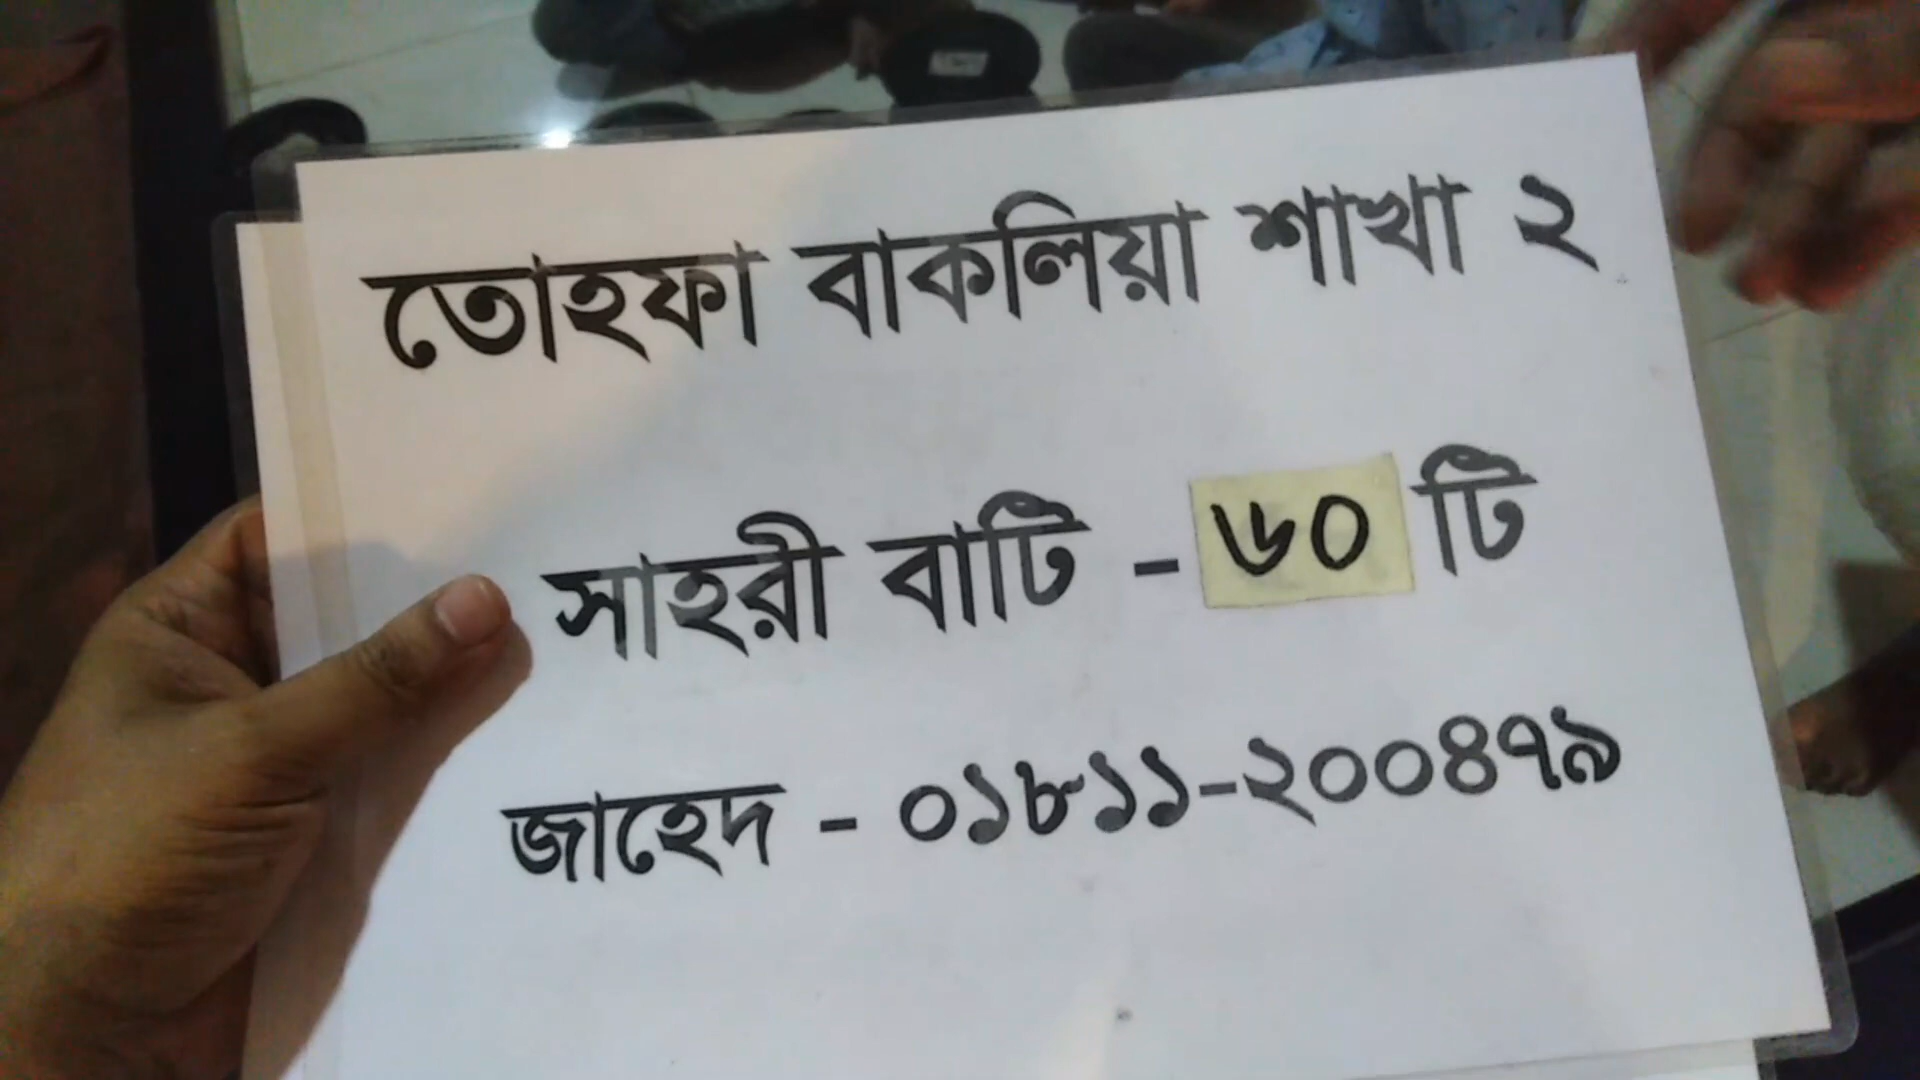 তোহফা বাকলিয়া শাখা ২
সাহরী বাটি - ৬০ টি
জাহেদ - ০১৮১১-২০০৪৭৯